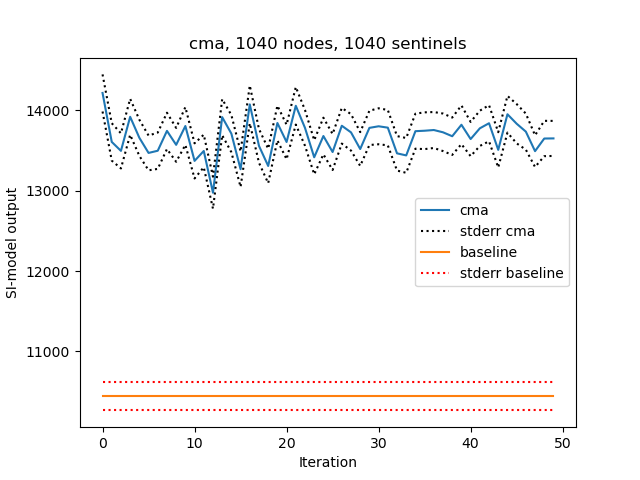 cma, 1040 nodes, 1040 sentinels
SI-model output
14000
13000
12000
11000
cma
stderr cma
baseline
stderr baseline
0 10 20 30 40 50
Iteration